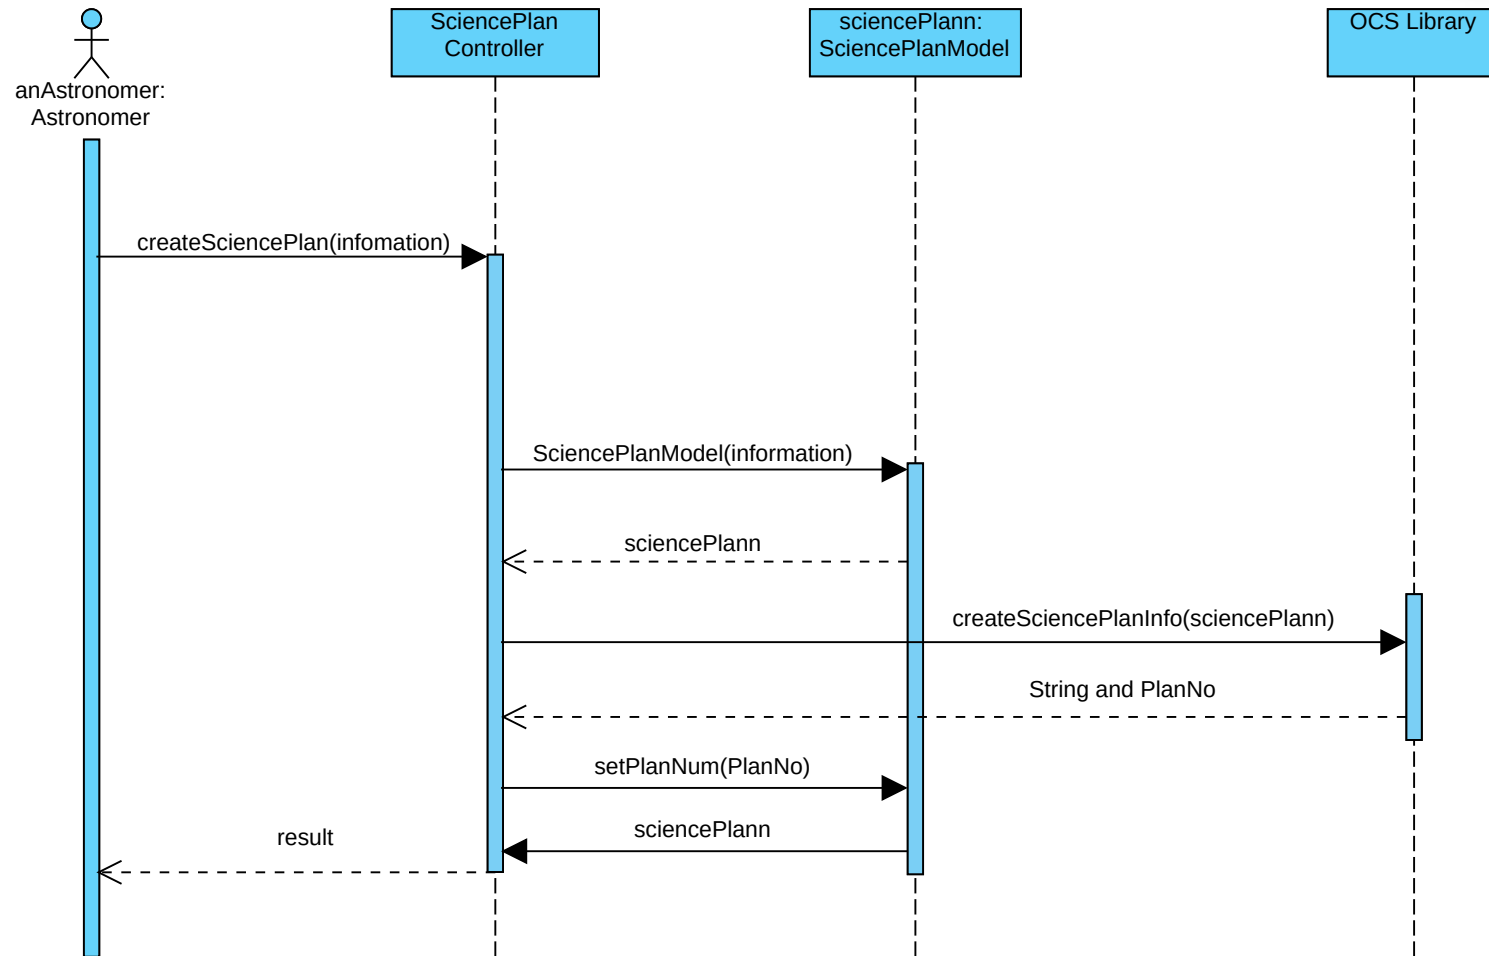 anAstronomer:
Astronomer
SciencePlan
Controller
sciencePlann:
SciencePlanModel
OCS Library
createSciencePlan(infomation)
SciencePlanModel(information)
sciencePlann
createSciencePlanInfo(sciencePlann)
String and PlanNo
setPlanNum(PlanNo)
sciencePlann
result